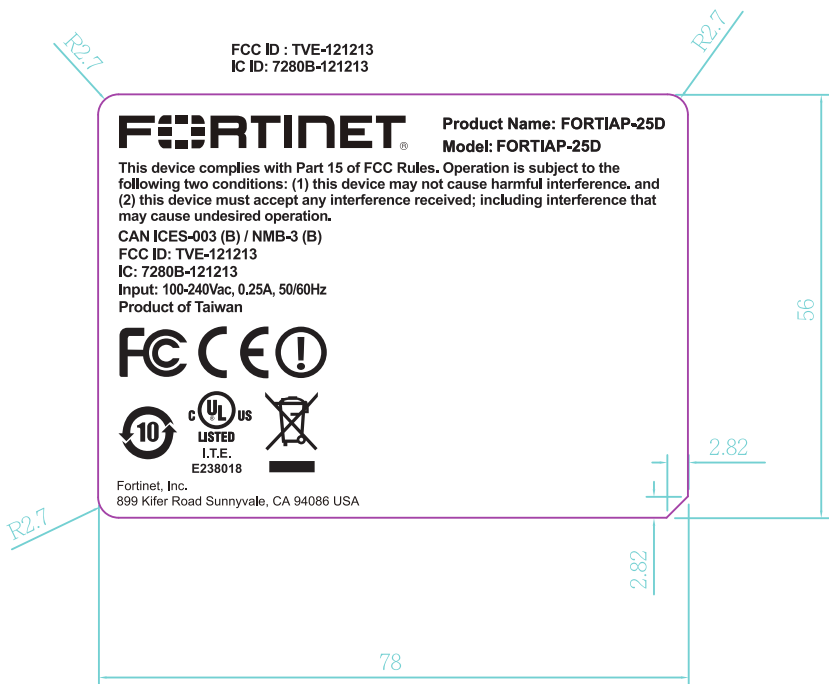 FCC ID : TVE-121213
IC ID: 7280B-121213
R2.7
R2.7
FORTINET®
Product Name: FORTIAP-25D
Model: FORTIAP-25D
This device complies with Part 15 of FCC Rules. Operation is subject to the
following two conditions: (1) this device may not cause harmful interference. and
(2) this device must accept any interference received; including interference that
may cause undesired operation.
CAN ICES-003 (B) / NMB-3 (B)
FCC ID: TVE-121213
IC: 7280B-121213
Input: 100-240Vac, 0.25A, 50/60Hz
Product of Taiwan
56
FC CE !
10
C UL® US
LISTED
I.T.E.
E238018
2.82
Fortinet, Inc.
899 Kifer Road Sunnyvale, CA 94086 USA
R2.7
2.82
78